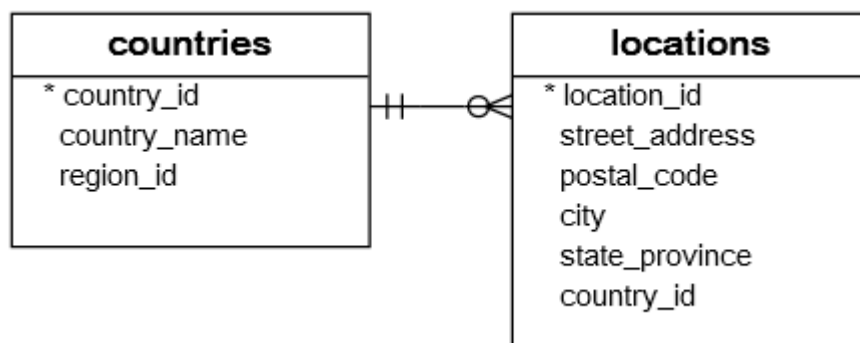 countries
* country_id
country_name
region_id
locations
* location_id
street_address
postal_code
city
state_province
country_id